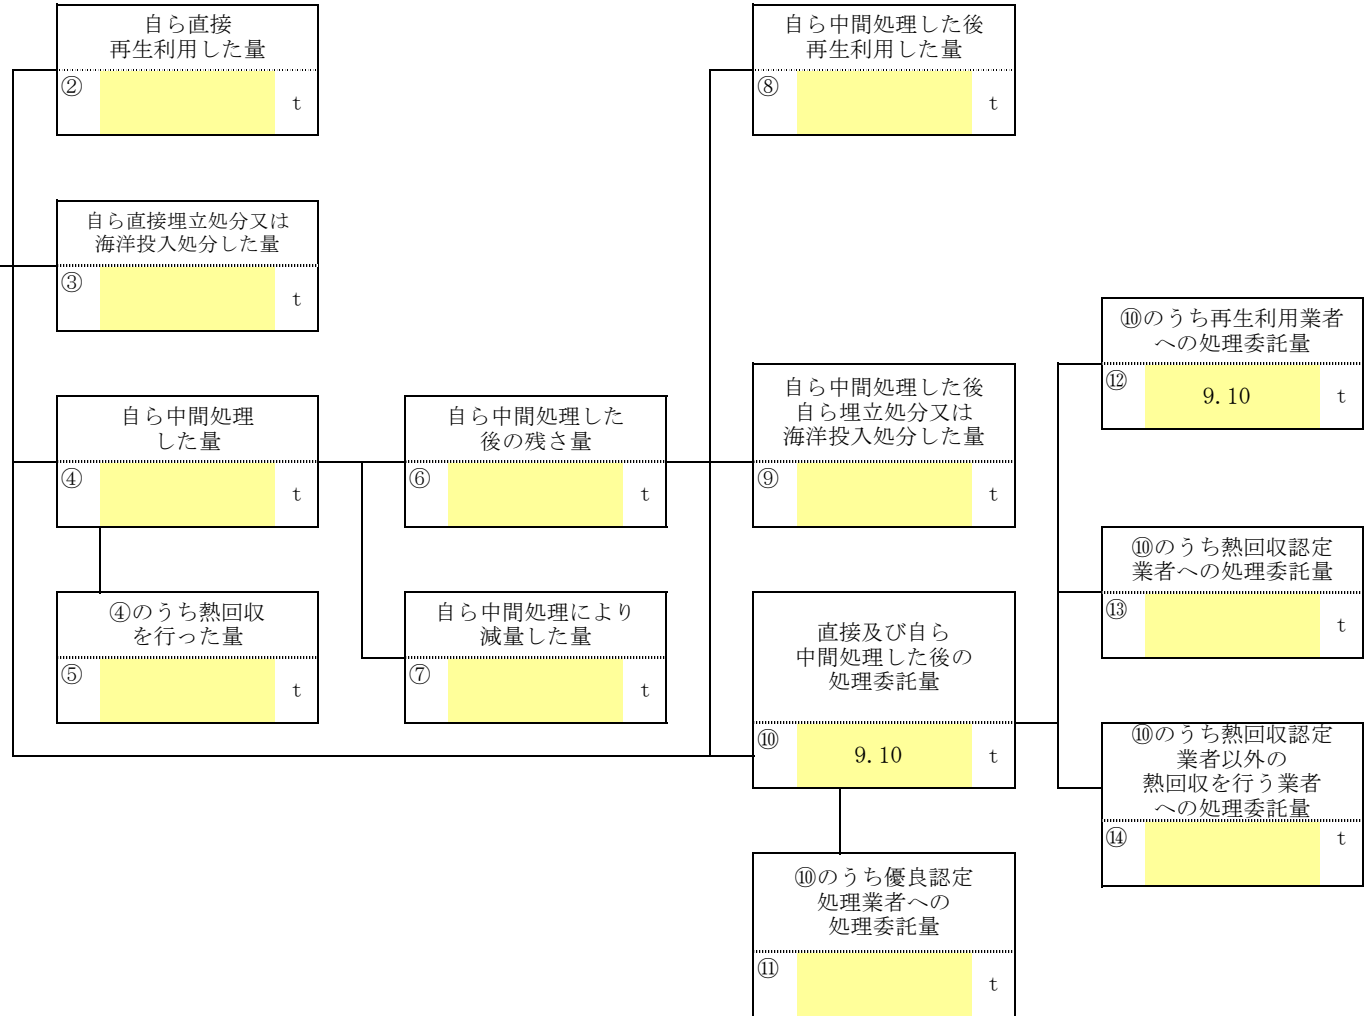 自ら直接
再生利用した量
②
t
自ら中間処理した後
再生利用した量
⑧
t
自ら直接埋立処分又は
海洋投入処分した量
③
t
⑩のうち再生利用業者
への処理委託量
⑫
9.10
t
自ら中間処理
した量
④
t
自ら中間処理した
後の残さ量
⑥
t
自ら中間処理した後
自ら埋立処分又は
海洋投入処分した量
⑨
t
⑩のうち熱回収認定
業者への処理委託量
⑬
t
④のうち熱回収
を行った量
⑤
t
自ら中間処理により
減量した量
⑦
t
直接及び自ら
中間処理した後の
処理委託量
⑩
9.10
t
⑩のうち熱回収認定
業者以外の
熱回収を行う業者
への処理委託量
⑭
t
⑩のうち優良認定
処理業者への
処理委託量
⑪
t